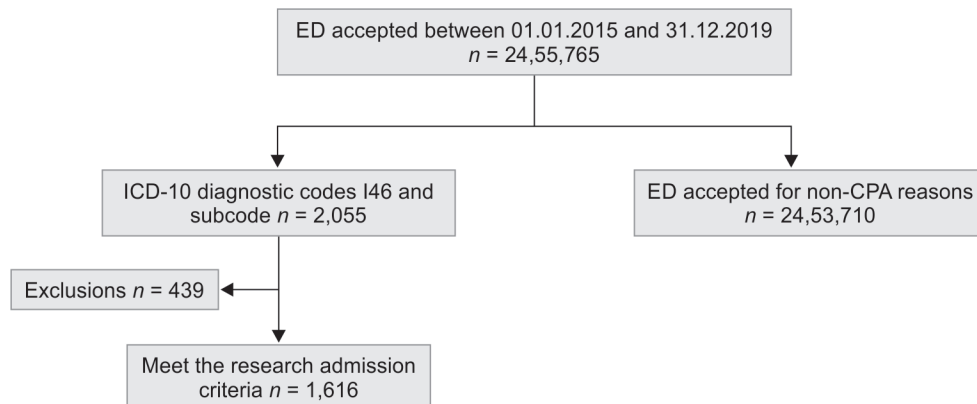 ED accepted between 01.01.2015 and 31.12.2019
n = 24,55,765
ICD-10 diagnostic codes I46 and
subcode n = 2,055
ED accepted for non-CPA reasons
n = 24,53,710
Exclusions n = 439
Meet the research admission
criteria n = 1,616